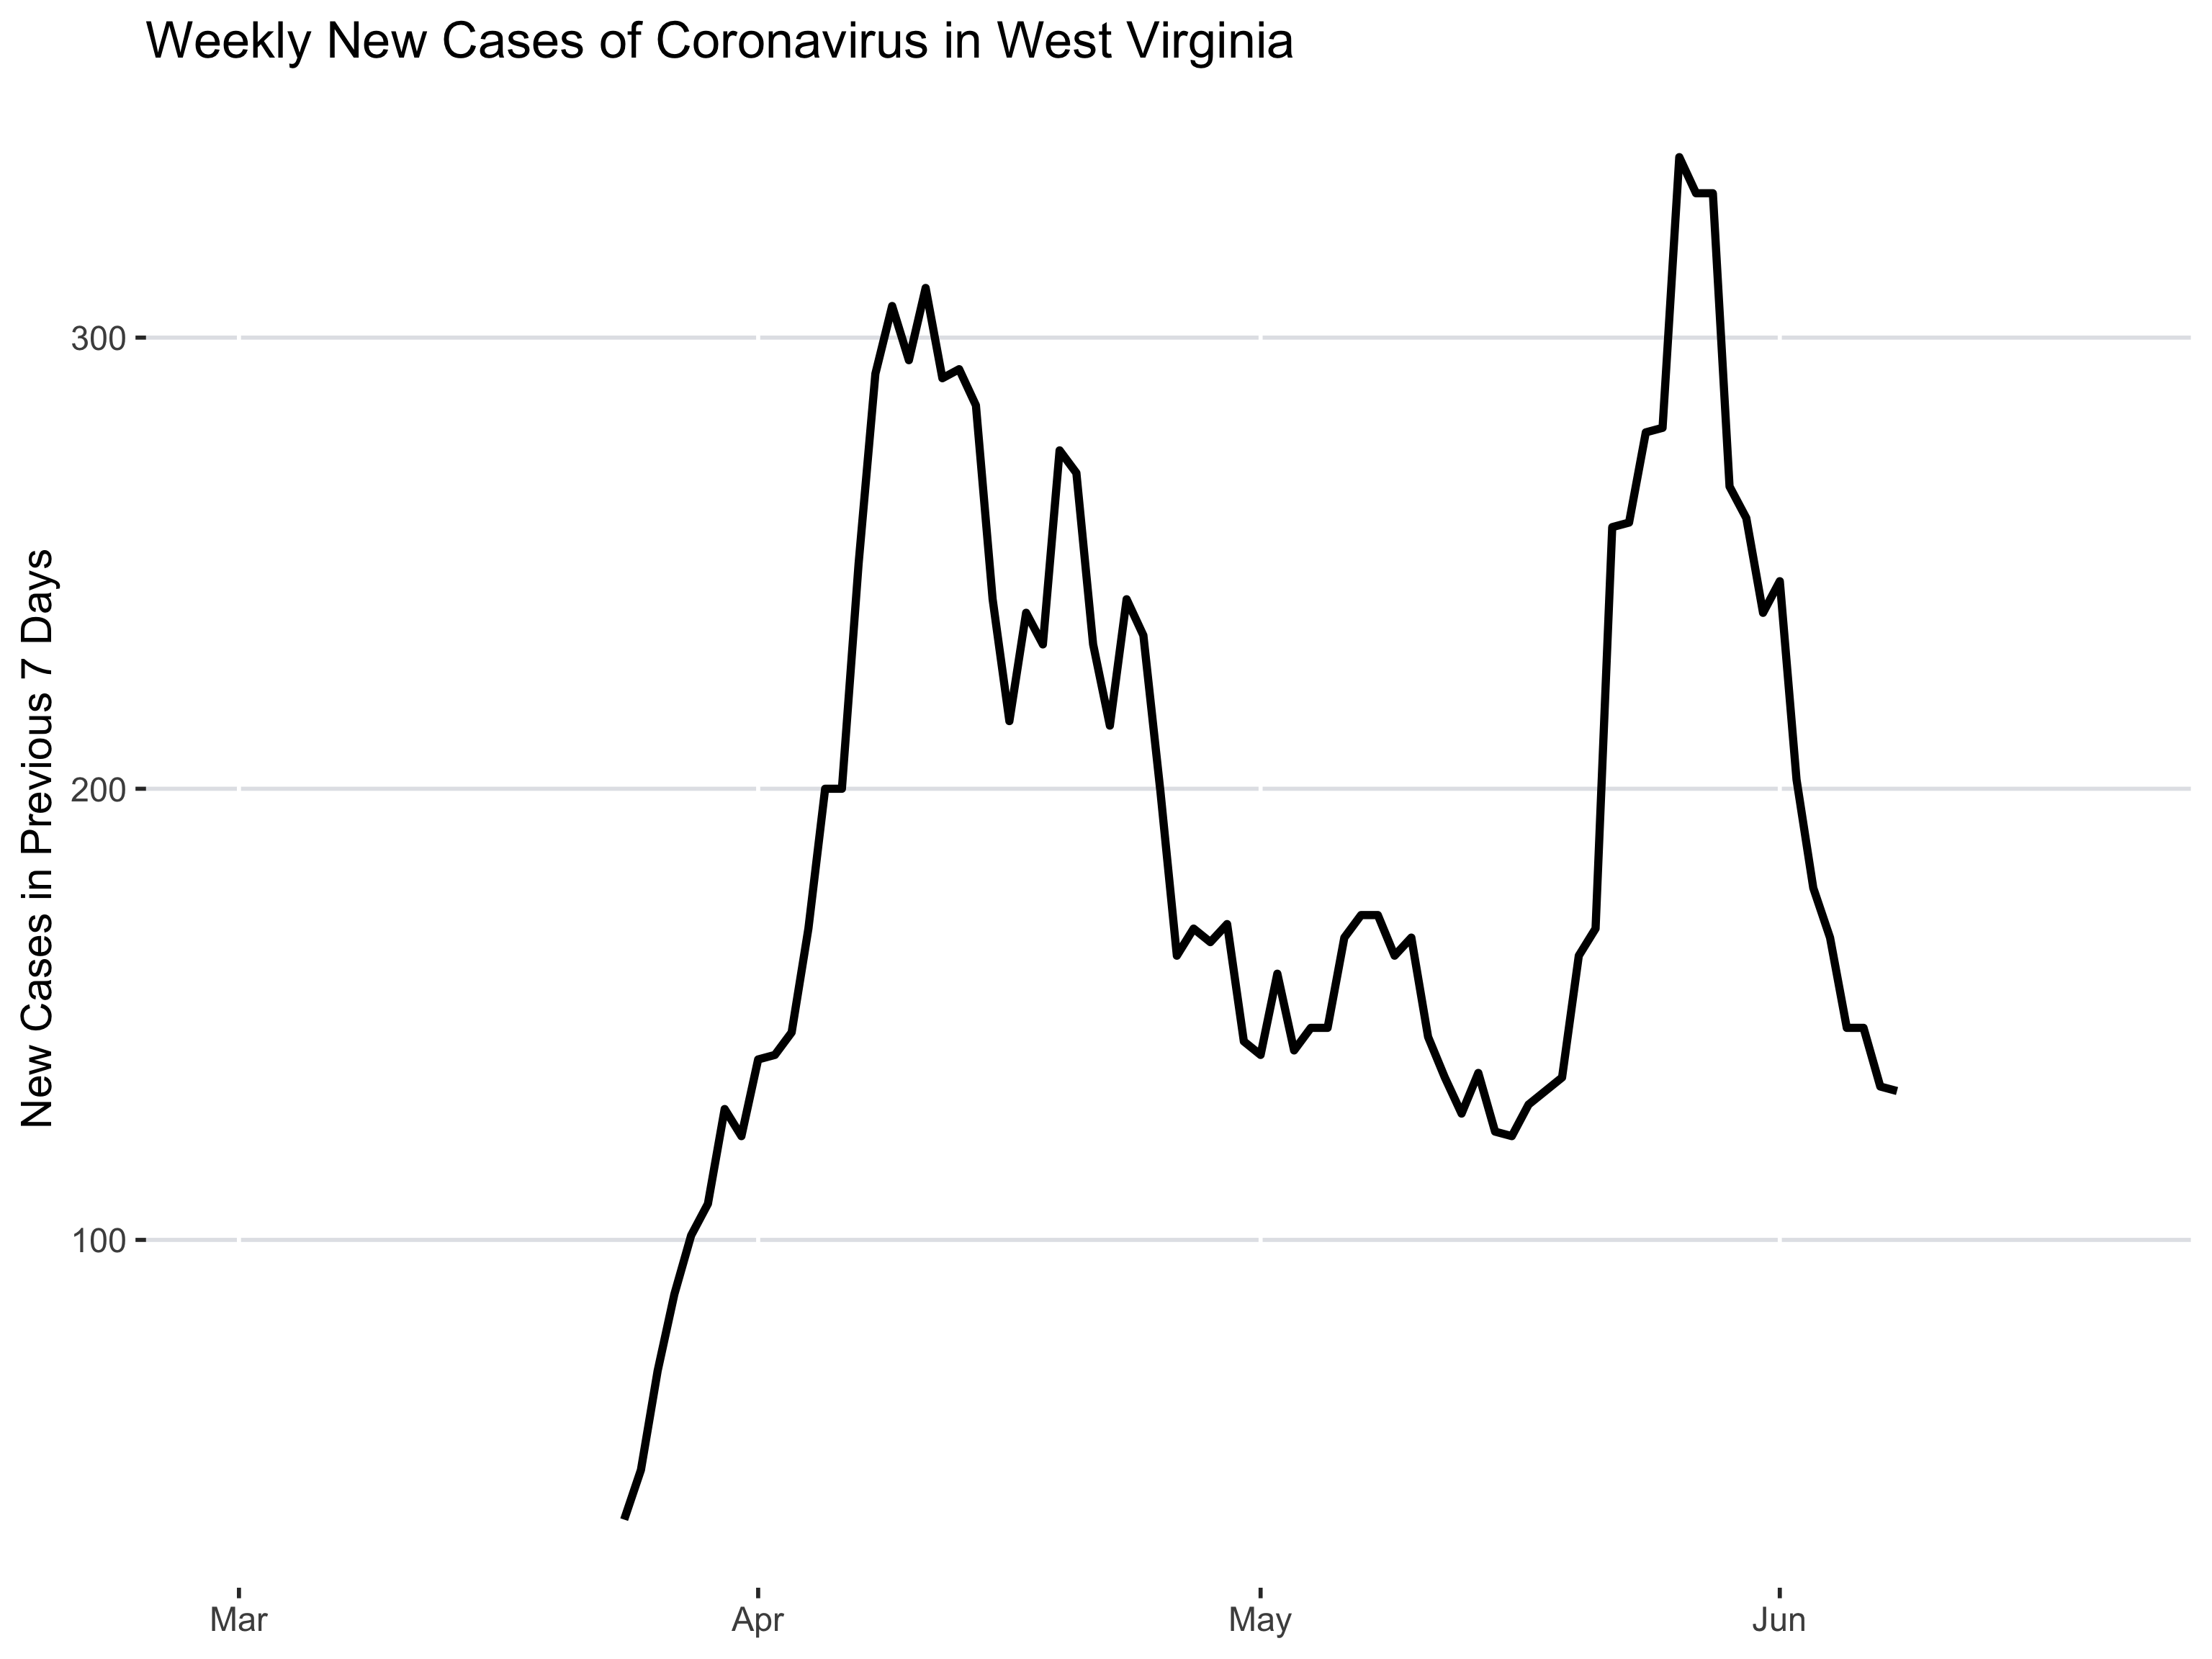 Weekly New Cases of Coronavirus in West Virginia
New Cases in Previous 7 Days
300
200
100
Mar
Apr
May
Jun